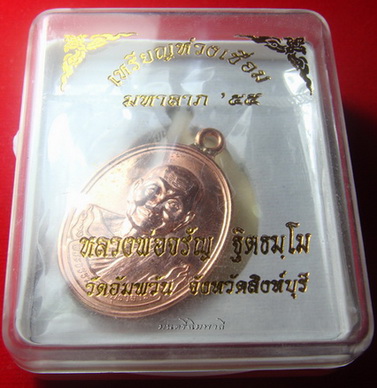 เหรียญห่วงเชื่อม
มหาลาภ '๕๕
หลวงพ่อจรัญ ฐิตธมฺโม
วัดอัมพวัน จังหวัดสิงห์บุรี